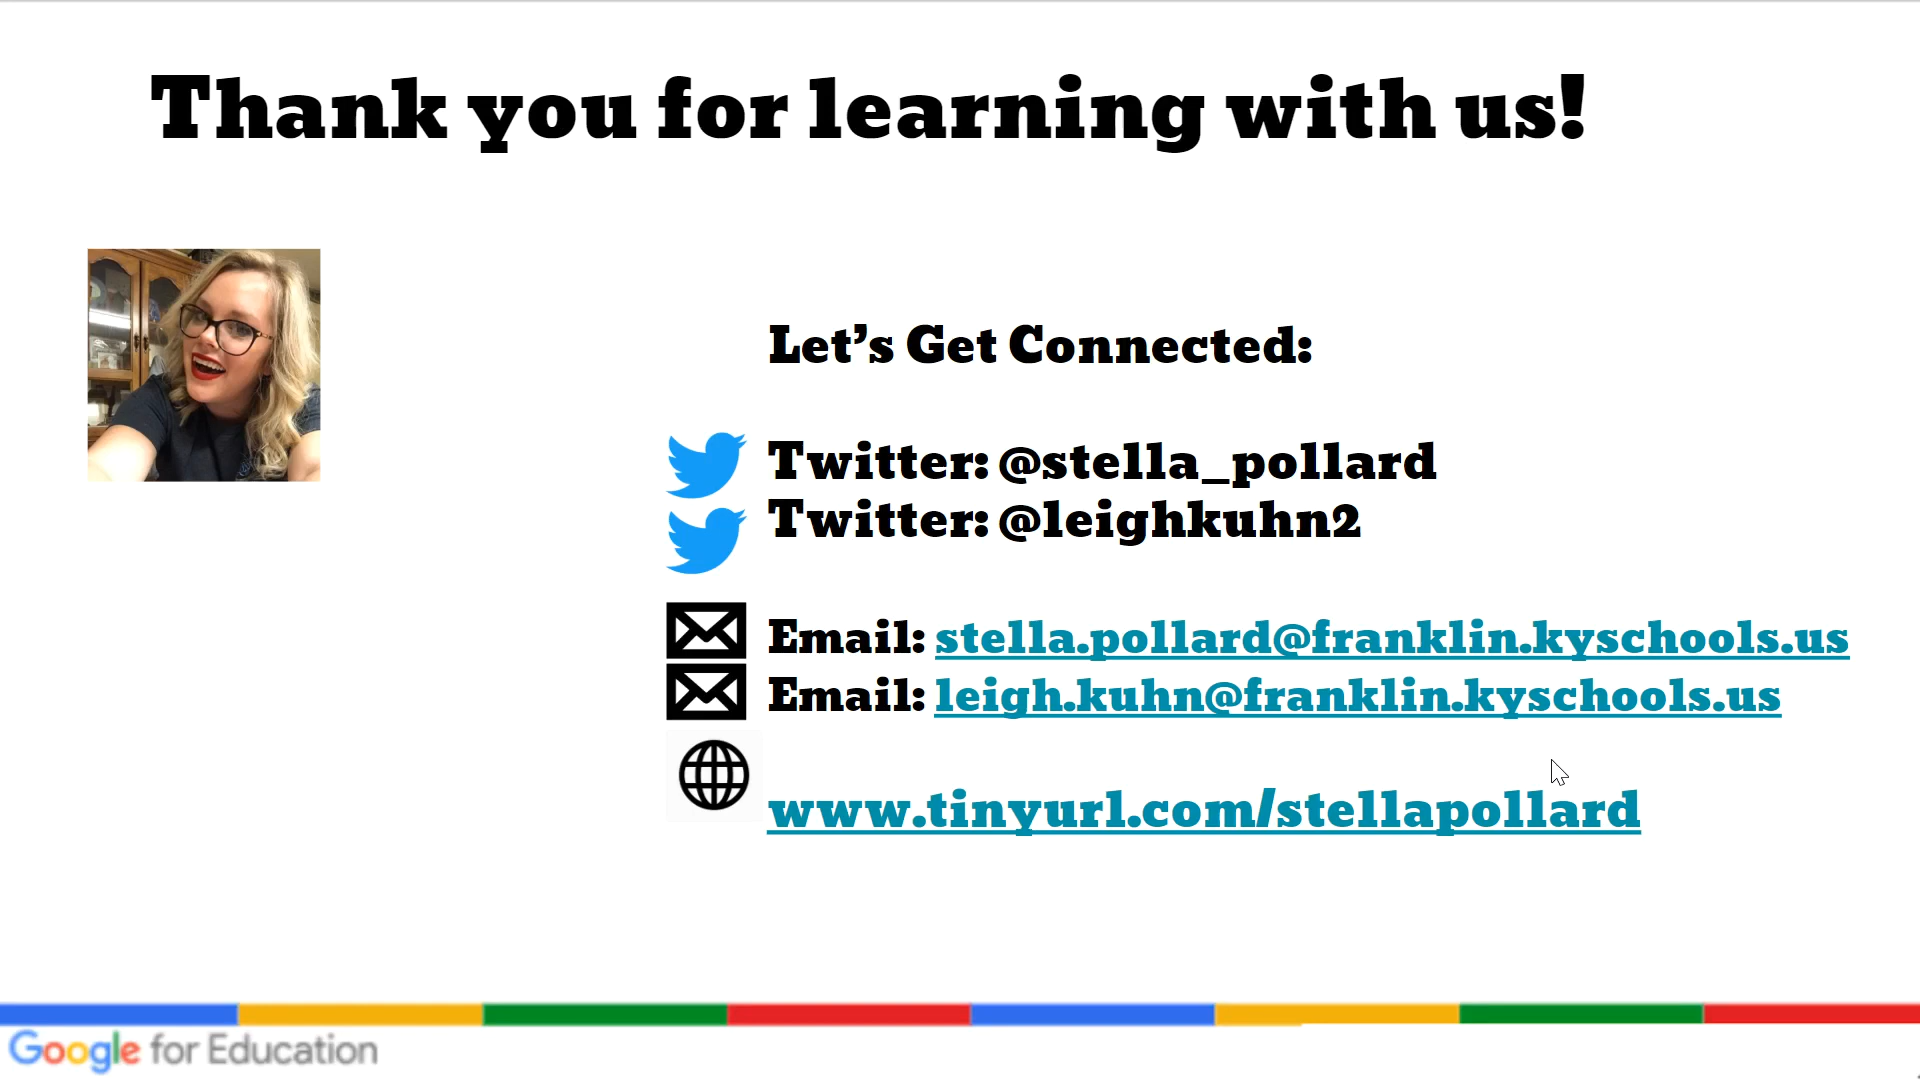 Thank you for learning with us!
Let’s Get Connected:
Twitter: @stella_pollard
Twitter: @leighkuhn2
Email: stella.pollard@franklin.kyschools.us
Email: leigh.kuhn@franklin.kyschools.us
www.tinyurl.com/stellapollard
Google for Education